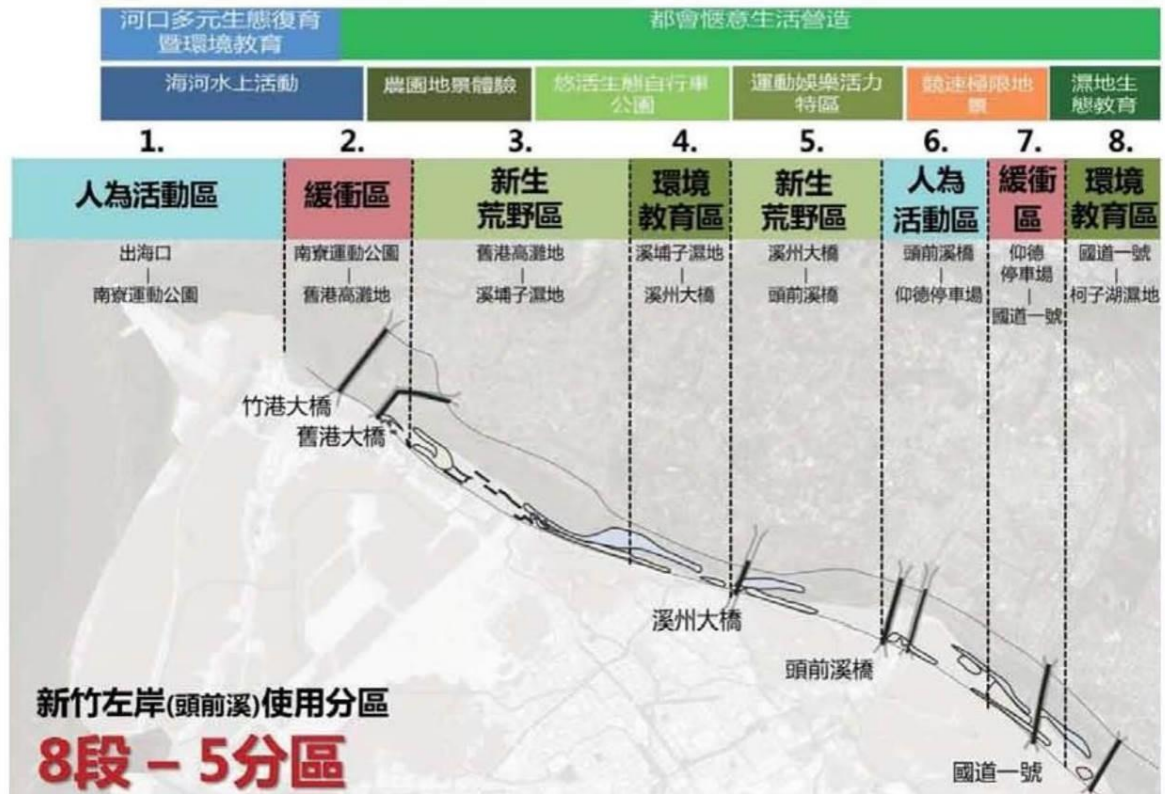 河口多元生態復育
暨環境教育
都會愜意生活營造
海河水上活動
農園地景體驗
悠活生態自行車
公園
運動娛樂活力
特區
競速極限地
景
濕地生
態教育
1.
2.
3.
4.
5.
6.
7.
8.
人為活動區
緩衝區
新生
荒野區
環境
教育區
新生
荒野區
人為
活動區
緩衝
區
環境
教育區
出海口
|
南寮運動公園
南寮運動公園
|
舊港高灘地
舊港高灘地
|
溪埔子濕地
溪埔子濕地
|
溪州大橋
溪州大橋
|
頭前溪橋
頭前溪橋
|
仰德停車場
仰德
停車場
|
國道一號
國道一號
|
柯子湖濕地
竹港大橋
舊港大橋
溪州大橋
頭前溪橋
國道一號
新竹左岸(頭前溪)使用分區
8段 – 5分區